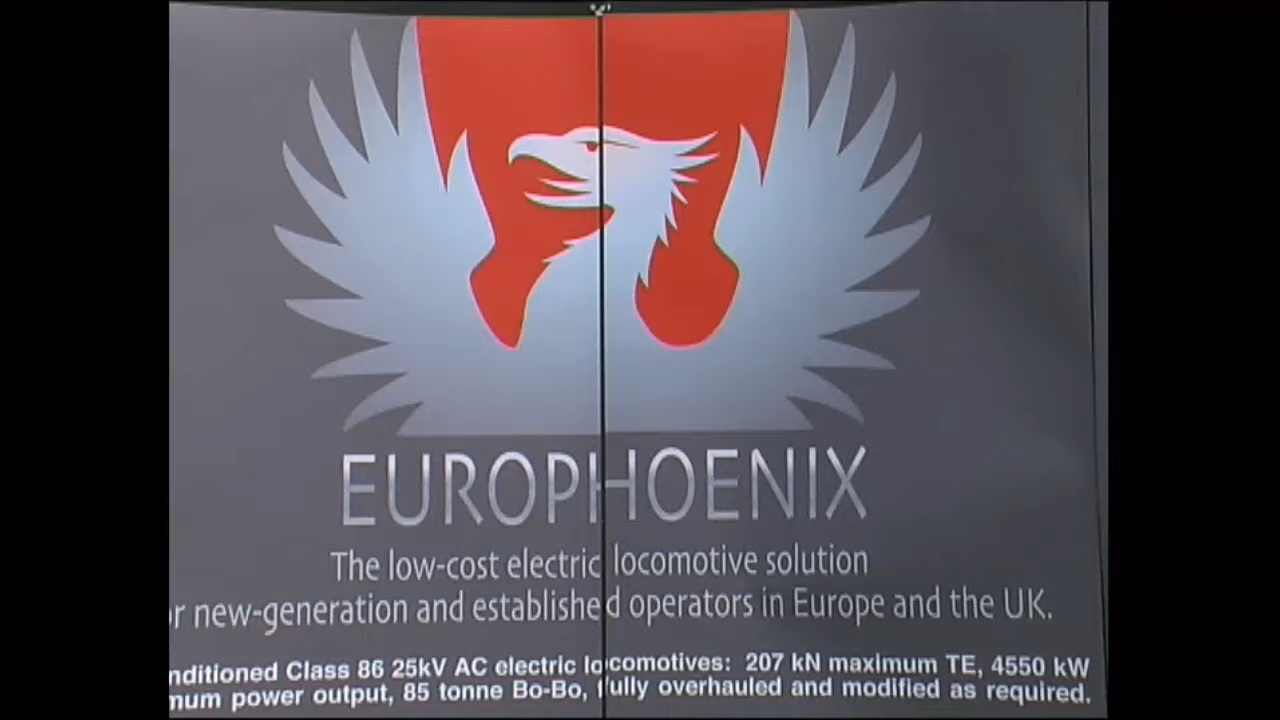 EUROPHOENIX
The low-cost electric locomotive solution
new-generation and established operators in Europe and the UK.
Class 86 25kV AC electric locomotives: 207 kN maximum TE, 4550 kW
power output, 85 tonne Bo-Bo, fully overhauled and modified as required.